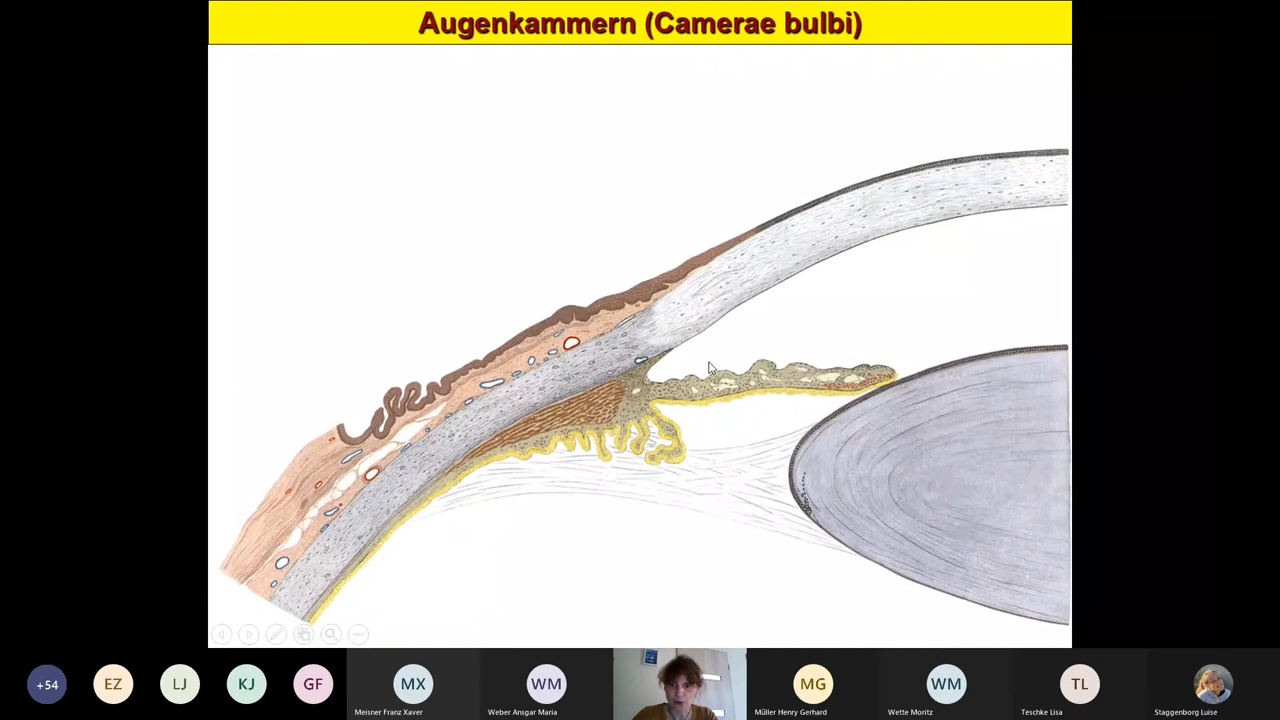 Augenkammern (Camerae bulbi)
+54
EZ
LJ
KJ
GF
MX
WM
MG
WM
TL
Meisner Franz Xaver
Weber Ansgar Maria
Müller Henry Gerhard
Wette Moritz
Teschke Lisa
Staggenborg Luise